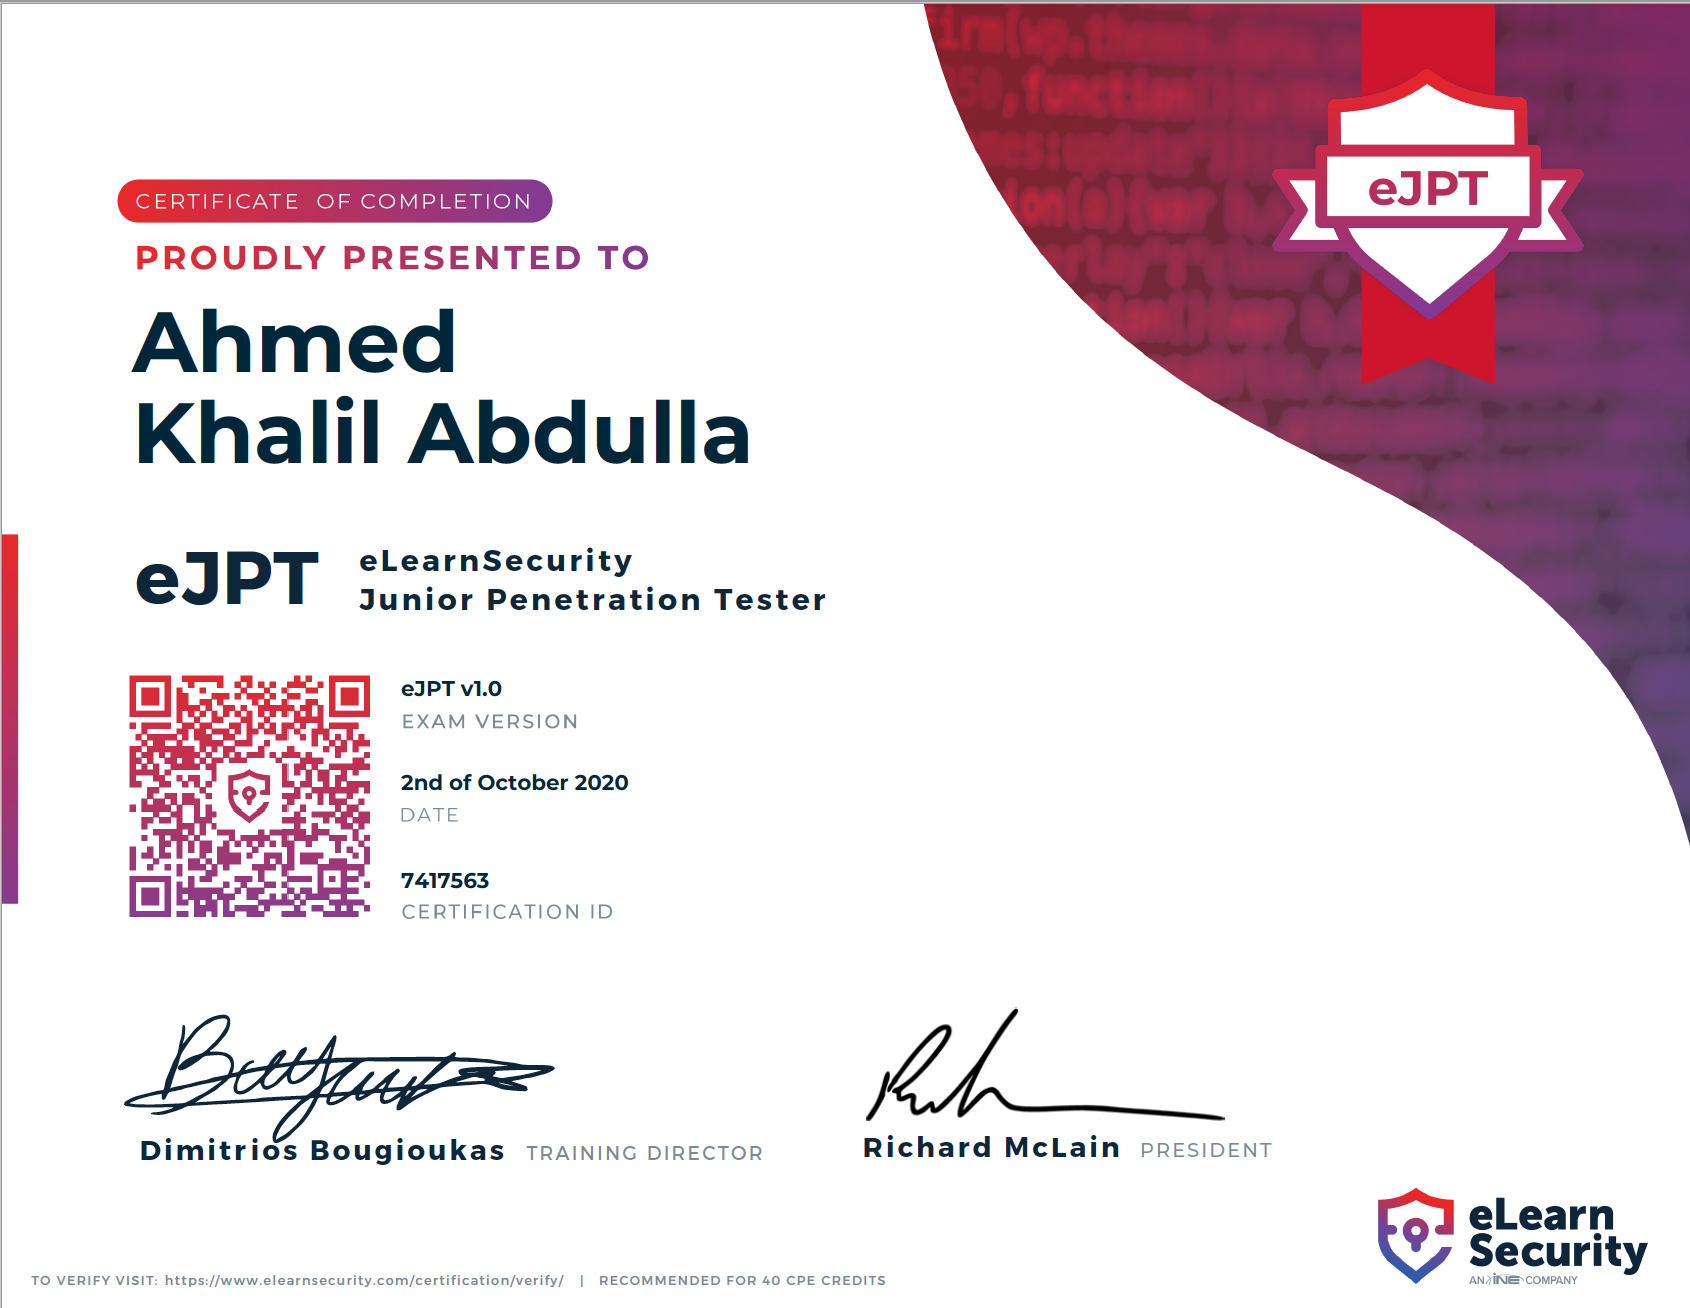 CERTIFICATE OF COMPLETION
PROUDLY PRESENTED TO
Ahmed
Khalil Abdulla
eJPT
eLearnSecurity
Junior Penetration Tester
eJPT v1.0
EXAM VERSION
2nd of October 2020
DATE
7417563
CERTIFICATION ID
Dimitrios Bougioukas TRAINING DIRECTOR
Richard McLain PRESIDENT
eLearn
Security
AN INE COMPANY
TO VERIFY VISIT: https://www.elearnsecurity.com/certification/verify/ | RECOMMENDED FOR 40 CPE CREDITS
eJPT